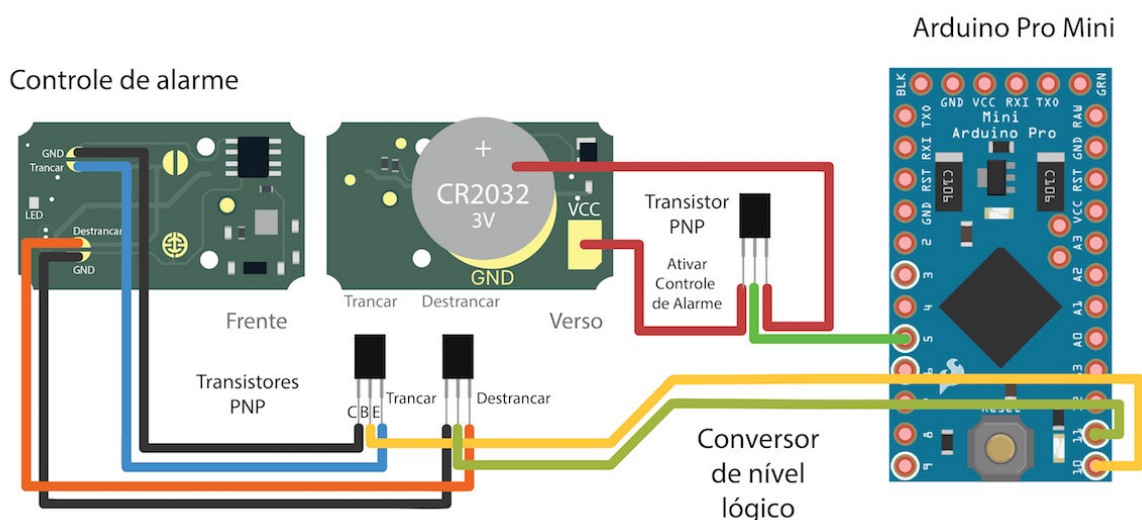 Arduino Pro Mini
Controle de alarme
GND
Trancar
LED
Destrancar
GND
Frente
+
CR2032
3V
VCC
GND
Trancar
Destrancar
Verso
Transistor
PNP
Ativar
Controle
de Alarme
Transistores
PNP
C B E
Trancar
Destrancar
Conversor
de nível
lógico
BLK
GND
VCC
RXI
TXO
GRN
Mini
Arduino Pro
TXO
RXI
RST
GND
2
3
4
5
6
8
9
RAW
GND
RST
VCC
A3
A2
A1
A0
11
10
C106
C106
RESET